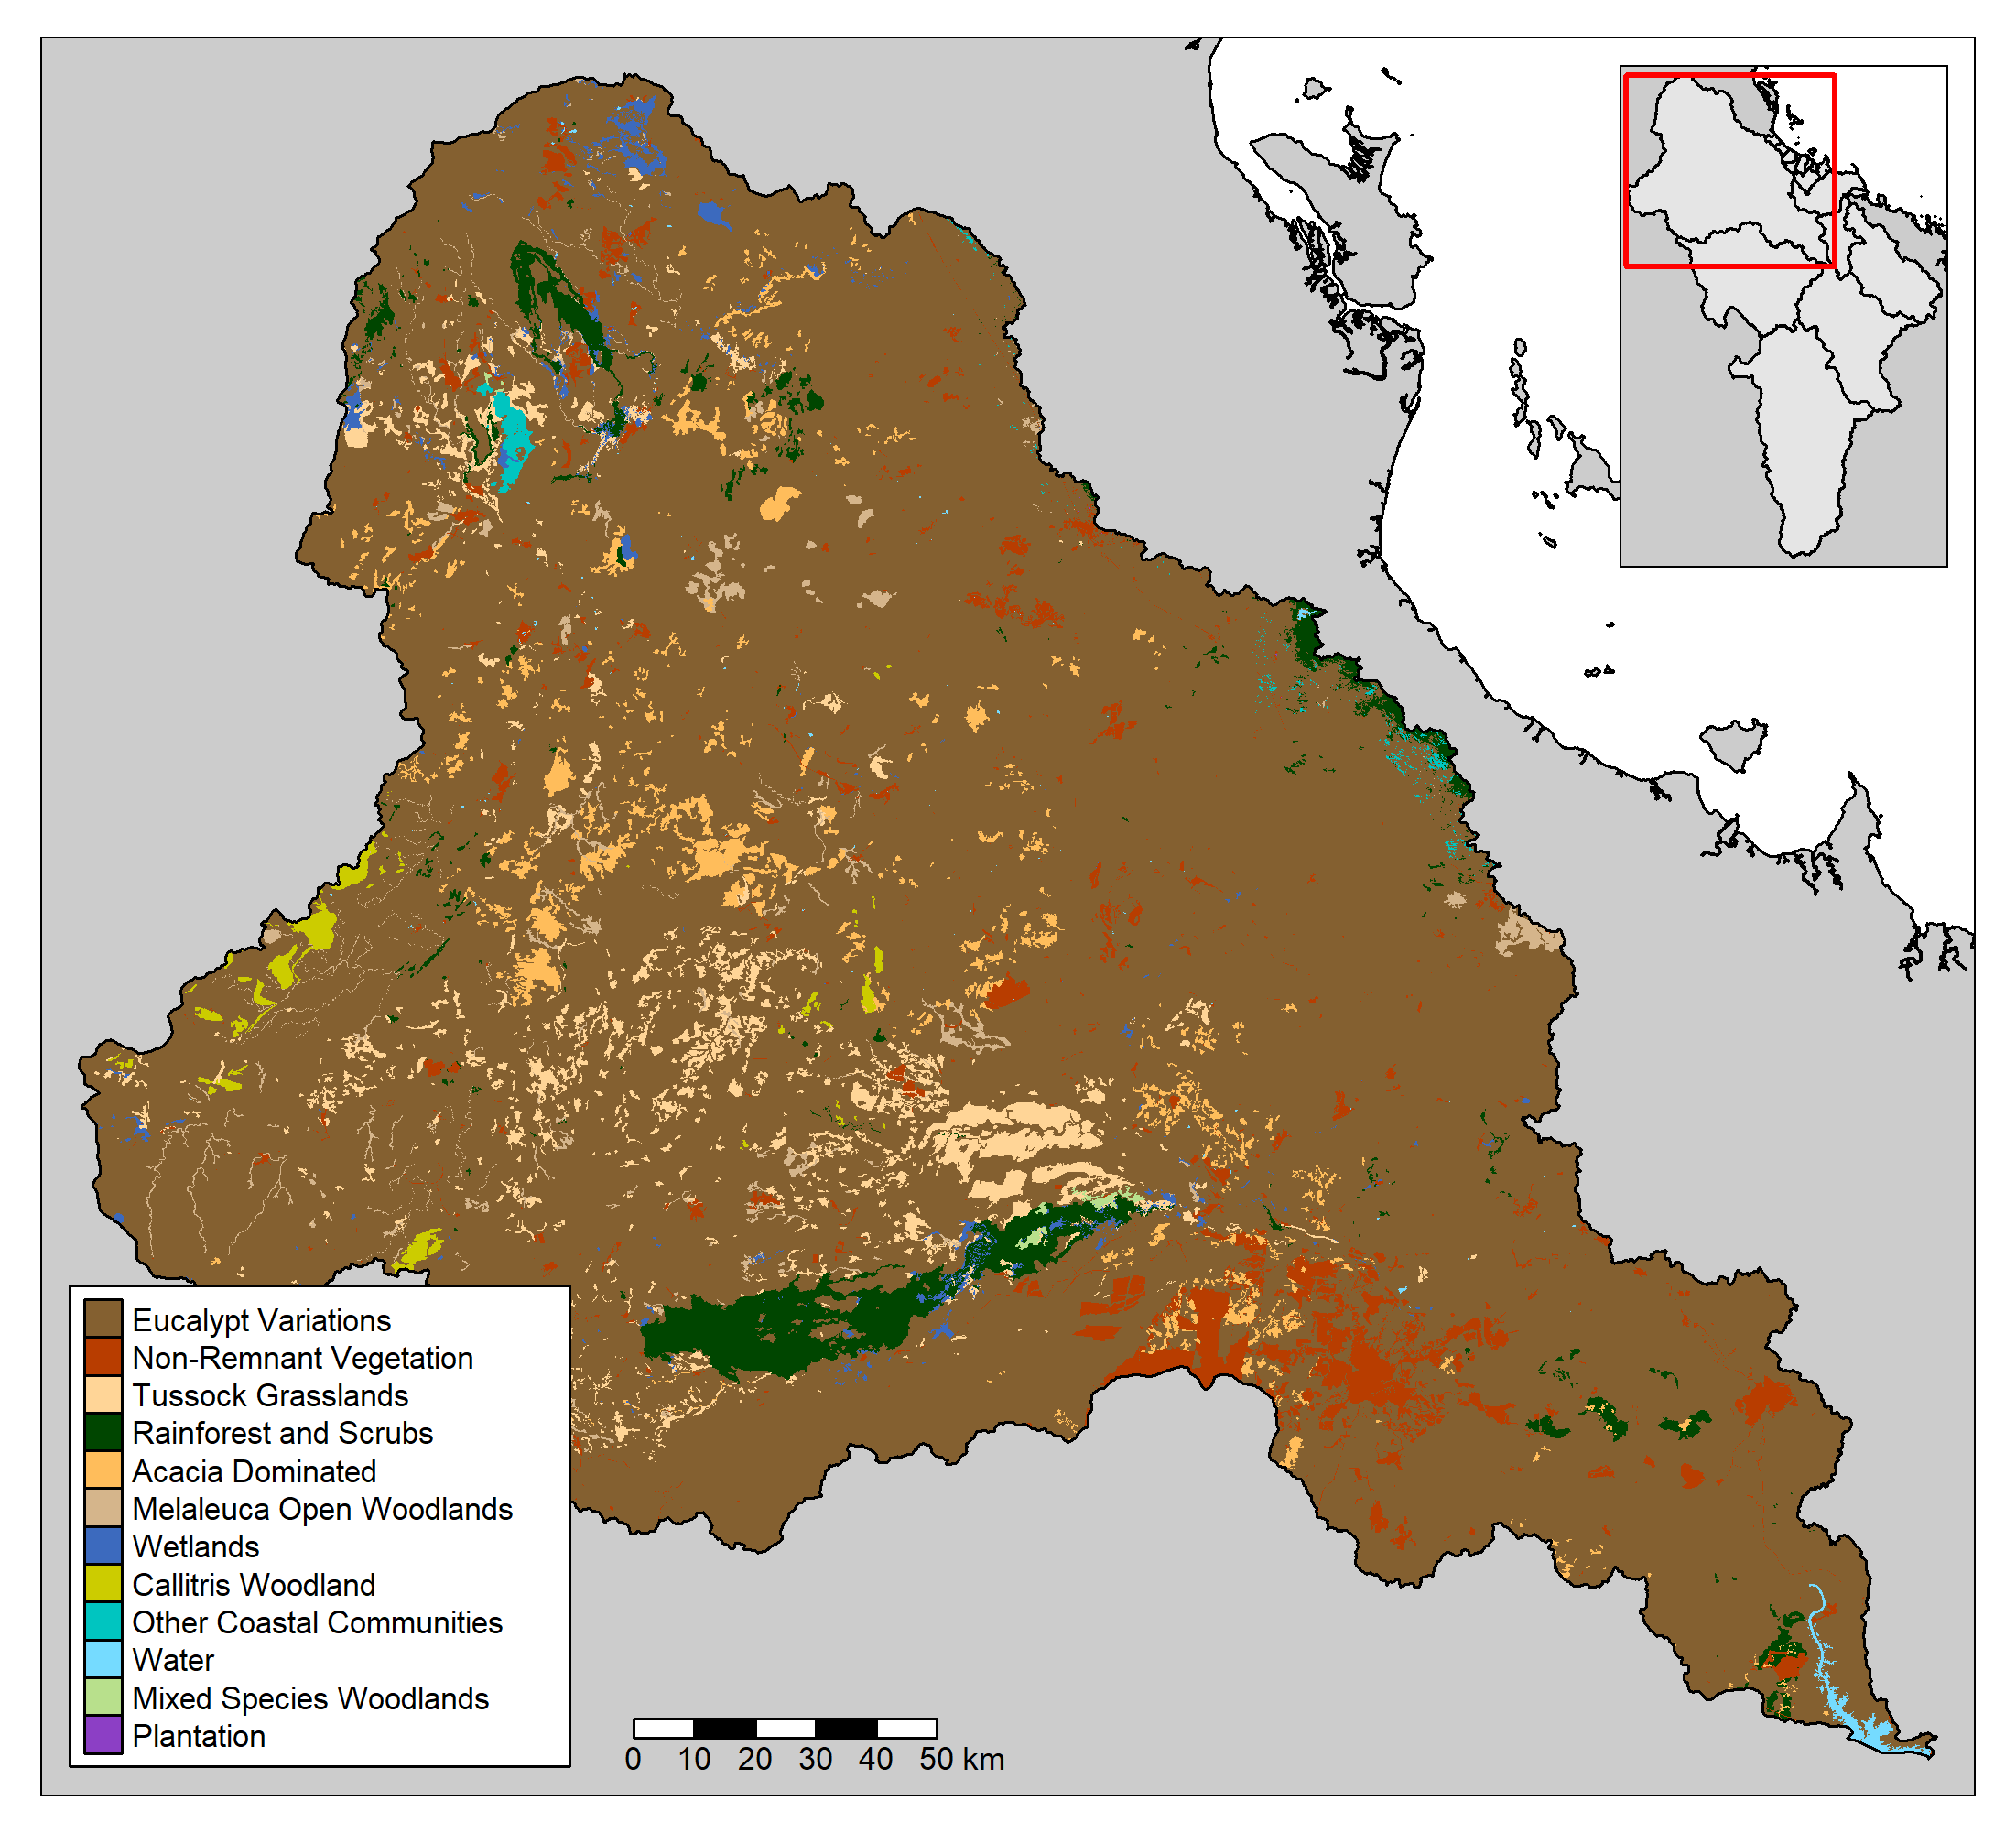 Eucalypt Variations
Non-Remnant Vegetation
Tussock Grasslands
Rainforest and Scrubs
Acacia Dominated
Melaleuca Open Woodlands
Wetlands
Callitris Woodland
Other Coastal Communities
Water
Mixed Species Woodlands
Plantation
0 10 20 30 40 50 km